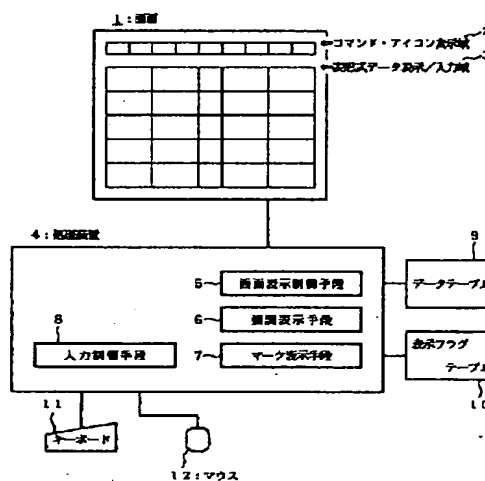 1:画面
2
コマンド・アイコン表示域
3
表記式データ表示/入力域
4:処理装置
5
画面表示制御手段
9
データテーブル
6
強調表示手段
8
入力制御手段
7
マーク表示手段
表示フラグ
テーブル
10
11
キーボード
12:マウス